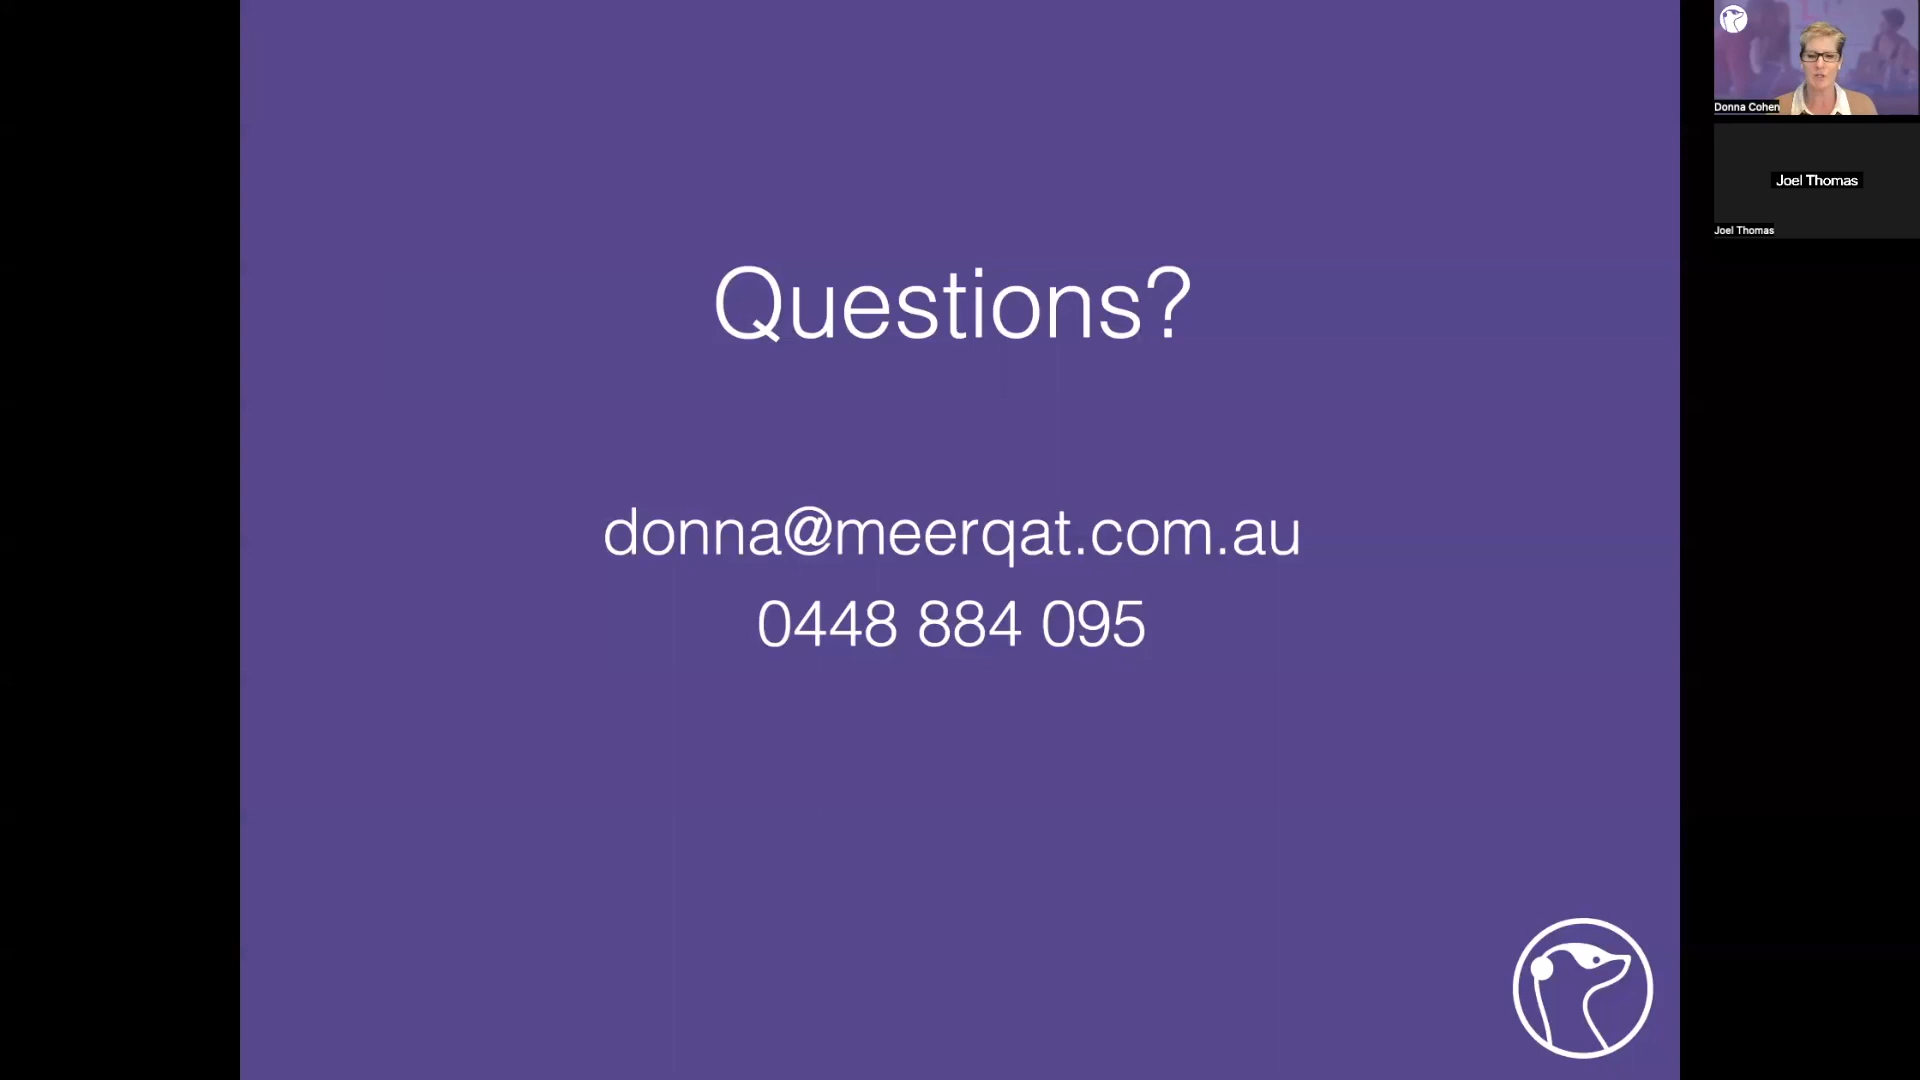 Questions?
donna@meerqat.com.au
0448 884 095
Donna Cohen
Joel Thomas
Joel Thomas